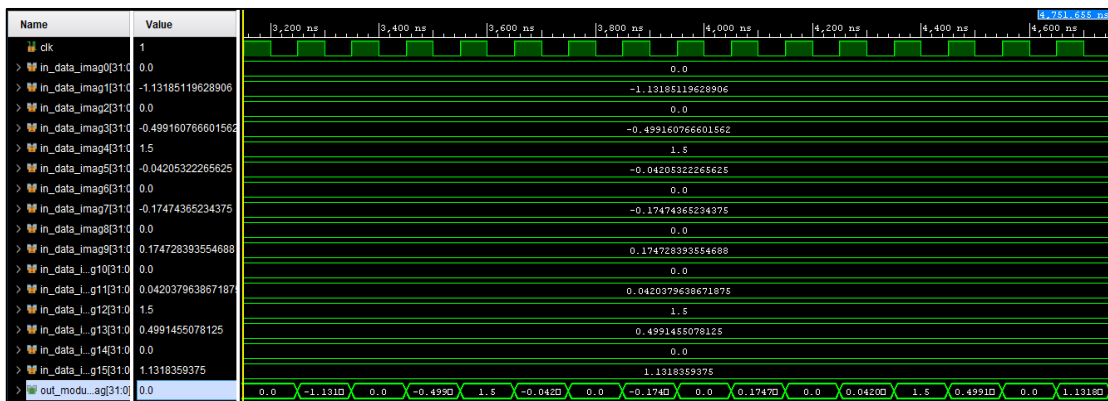 4,751.655 ns
Name Value 3,200 ns 3,400 ns 3,600 ns 3,800 ns 4,000 ns 4,200 ns 4,400 ns 4,600 ns
clk 1
in_data_imag0[31:0 0.0 0.0
in_data_imag1[31:0 -1.13185119628906 -1.13185119628906
in_data_imag2[31:0 0.0 0.0
in_data_imag3[31:0 -0.499160766601562 -0.499160766601562
in_data_imag4[31:0 1.5 1.5
in_data_imag5[31:0 -0.04205322265625 -0.04205322265625
in_data_imag6[31:0 0.0 0.0
in_data_imag7[31:0 -0.17474365234375 -0.17474365234375
in_data_imag8[31:0 0.0 0.0
in_data_imag9[31:0 0.174728393554688 0.174728393554688
in_data_i...g10[31:0 0.0 0.0
in_data_i...g11[31:0 0.0420379638671875 0.0420379638671875
in_data_i...g12[31:0 1.5 1.5
in_data_i...g13[31:0 0.4991455078125 0.4991455078125
in_data_i...g14[31:0 0.0 0.0
in_data_i...g15[31:0 1.1318359375 1.1318359375
out_modu...ag[31:0] 0.0 0.0 -1.131 0.0 -0.499 1.5 -0.042 0.0 -0.174 0.0 0.1747 0.0 0.0420 1.5 0.4991 0.0 1.1318